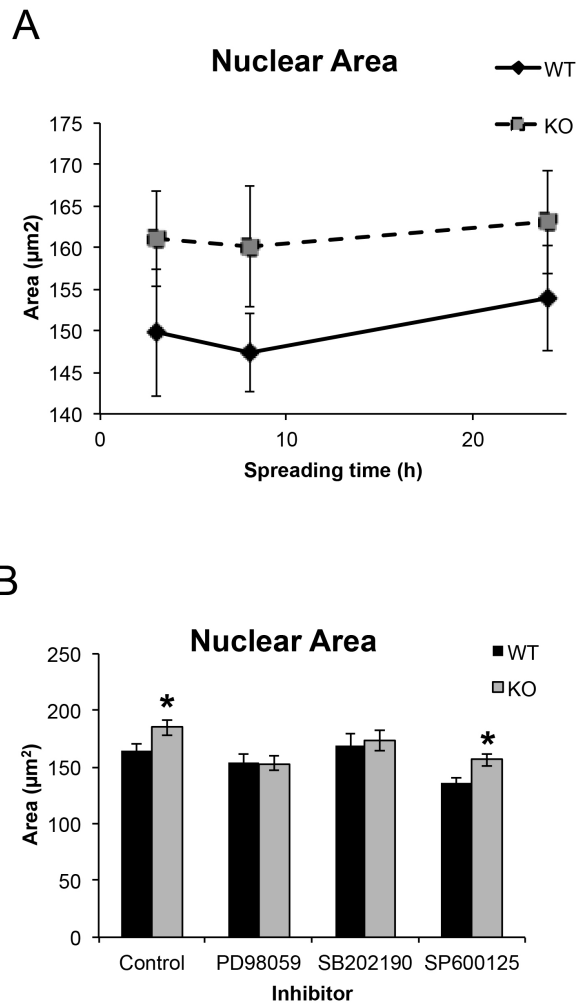 A
Nuclear Area
WT
KO
175
170
165
160
155
150
145
140
Area (µm2)
0 10 20
Spreading time (h)
B
Nuclear Area
WT
KO
250
200
150
100
50
0
Area (µm²)
* *
Control PD98059 SB202190 SP600125
Inhibitor